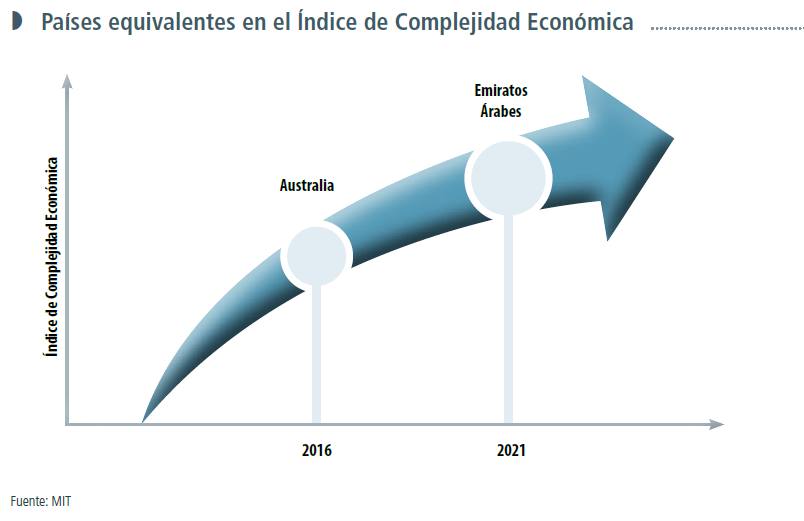 Países equivalentes en el Índice de Complejidad Económica
Emiratos
Árabes
Australia
Índice de Complejidad Económica
2016
2021
Fuente: MIT